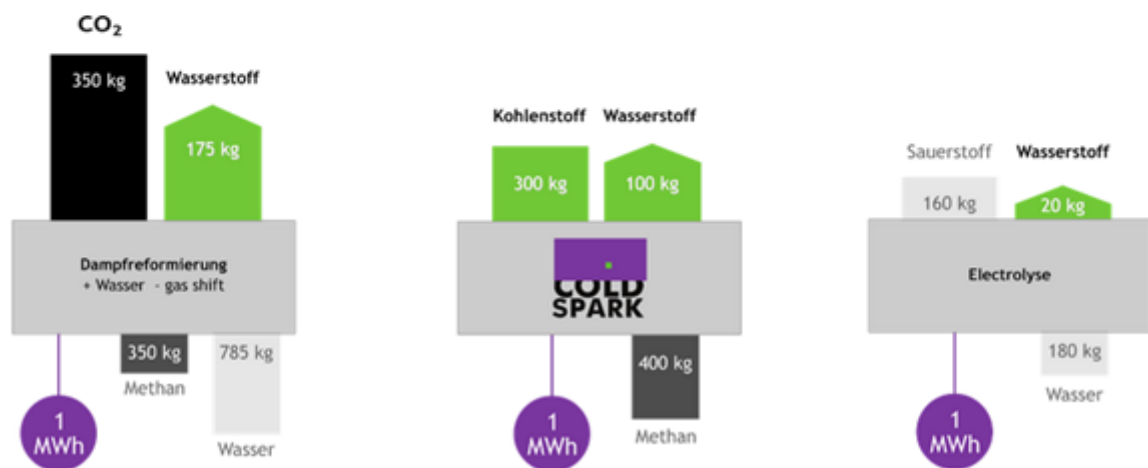 CO₂
350 kg
Wasserstoff
175 kg
Dampfreformierung
+ Wasser - gas shift
350 kg
785 kg
Methan
Wasser
1
MWh
Kohlenstoff
Wasserstoff
300 kg
100 kg
COLD
SPARK
400 kg
1
MWh
Methan
Sauerstoff
Wasserstoff
160 kg
20 kg
Electrolyse
180 kg
Wasser
1
MWh